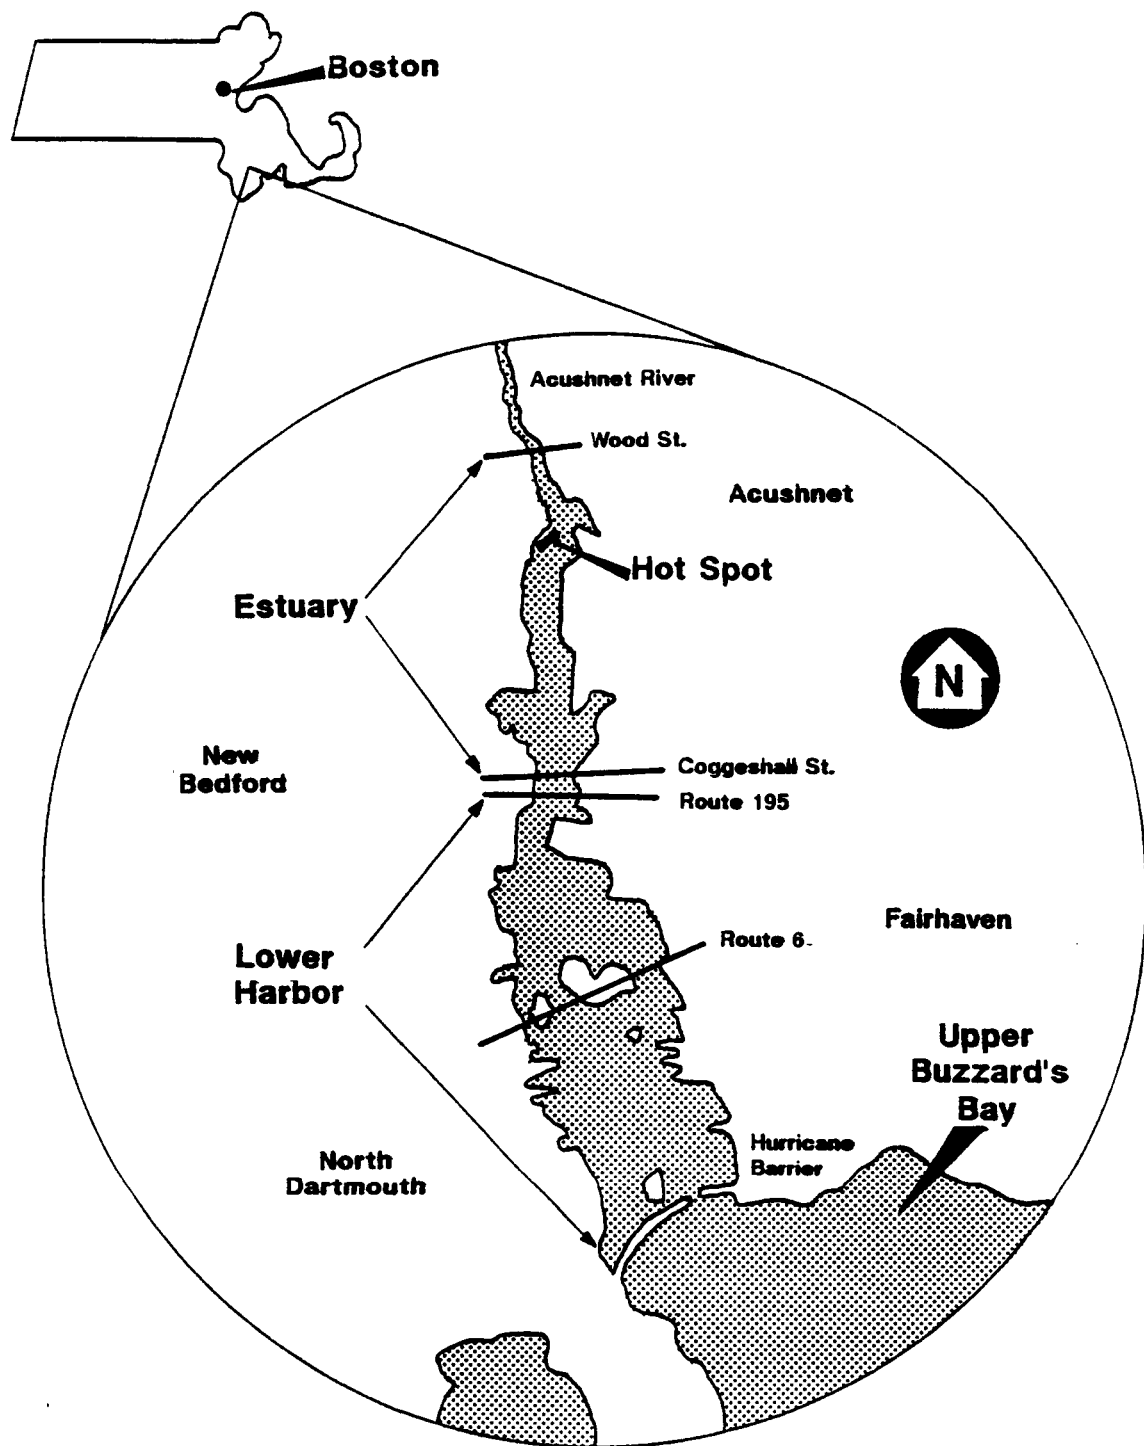 Boston
Acushnet River
Wood St.
Acushnet
Hot Spot
Estuary
N
New
Bedford
Coggeshall St.
Route 195
Fairhaven
Route 6
Lower
Harbor
Upper
Buzzard's
Bay
Hurricane
Barrier
North
Dartmouth